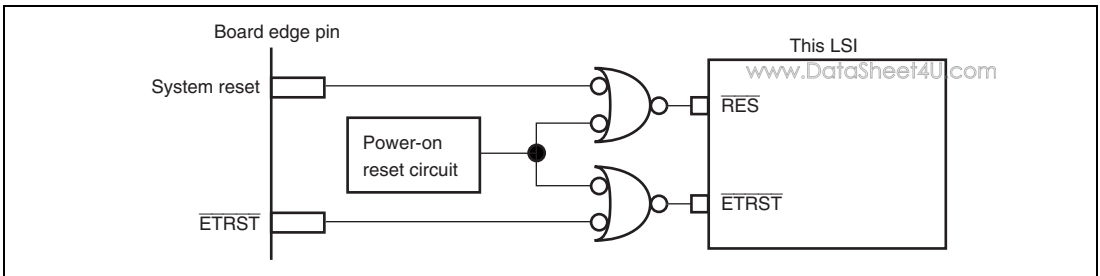 Board edge pin
This LSI
www.DataSheet4U.com
System reset
RES
Power-on
reset circuit
ETRST
ETRST